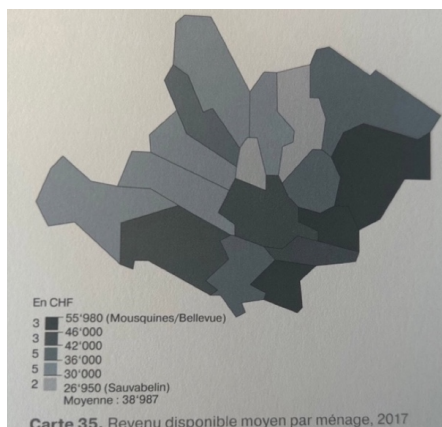 En CHF
3 55'980 (Mousquines/Bellevue)
3 46'000
5 42'000
5 36'000
2 30'000
26'950 (Sauvabelin)
Moyenne : 38'987
Carte 35. Revenu disponible moyen par ménage, 2017